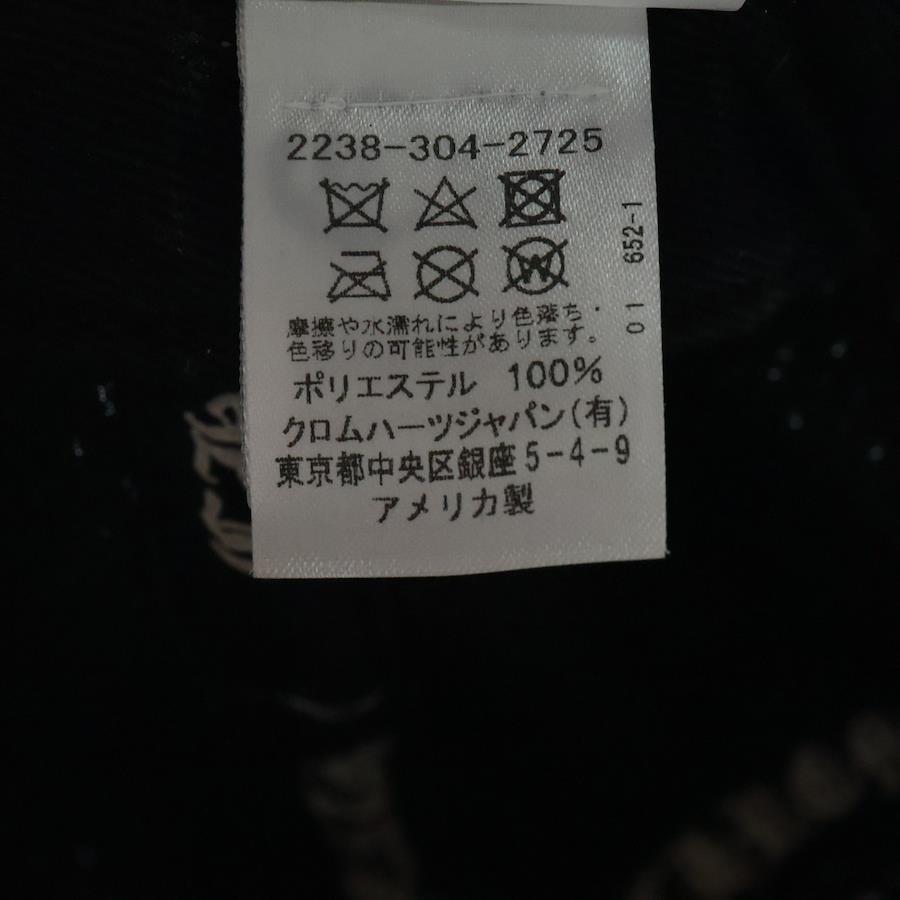 2238-304-2725
W
摩擦や水濡れにより色落ち・
色移りの可能性があります。
ポリエステル 100%
クロムハーツジャパン(有)
東京都中央区銀座5-4-9
アメリカ製
01 652-1